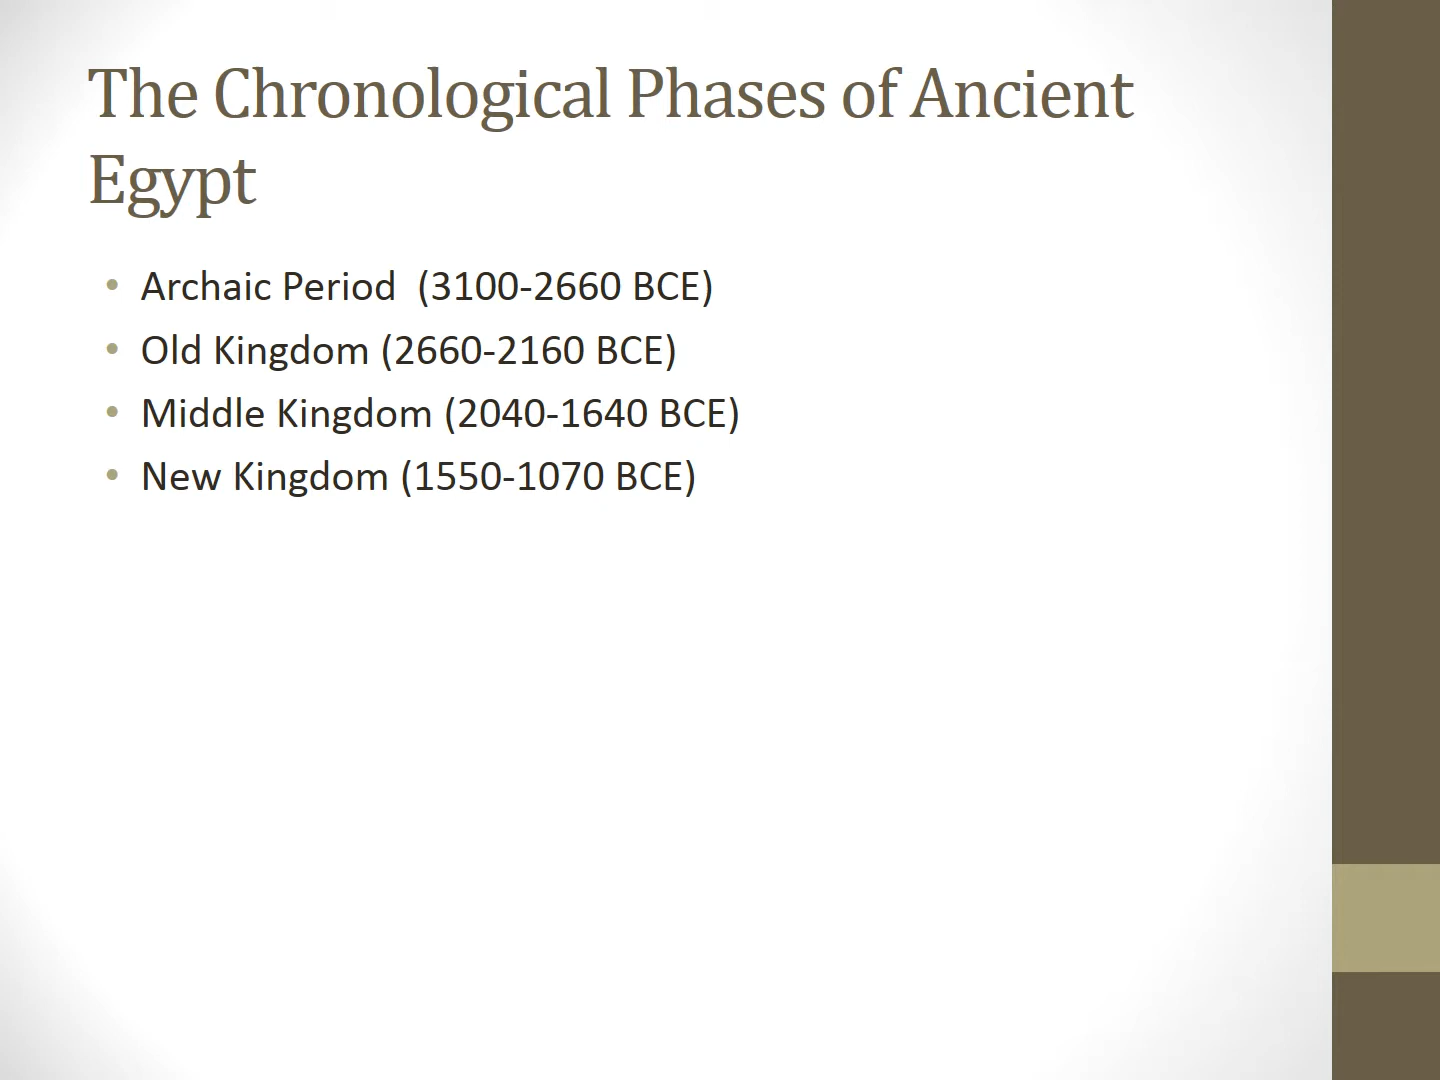 The Chronological Phases of Ancient
Egypt
• Archaic Period  (3100-2660 BCE)
• Old Kingdom (2660-2160 BCE)
• Middle Kingdom (2040-1640 BCE)
• New Kingdom (1550-1070 BCE)